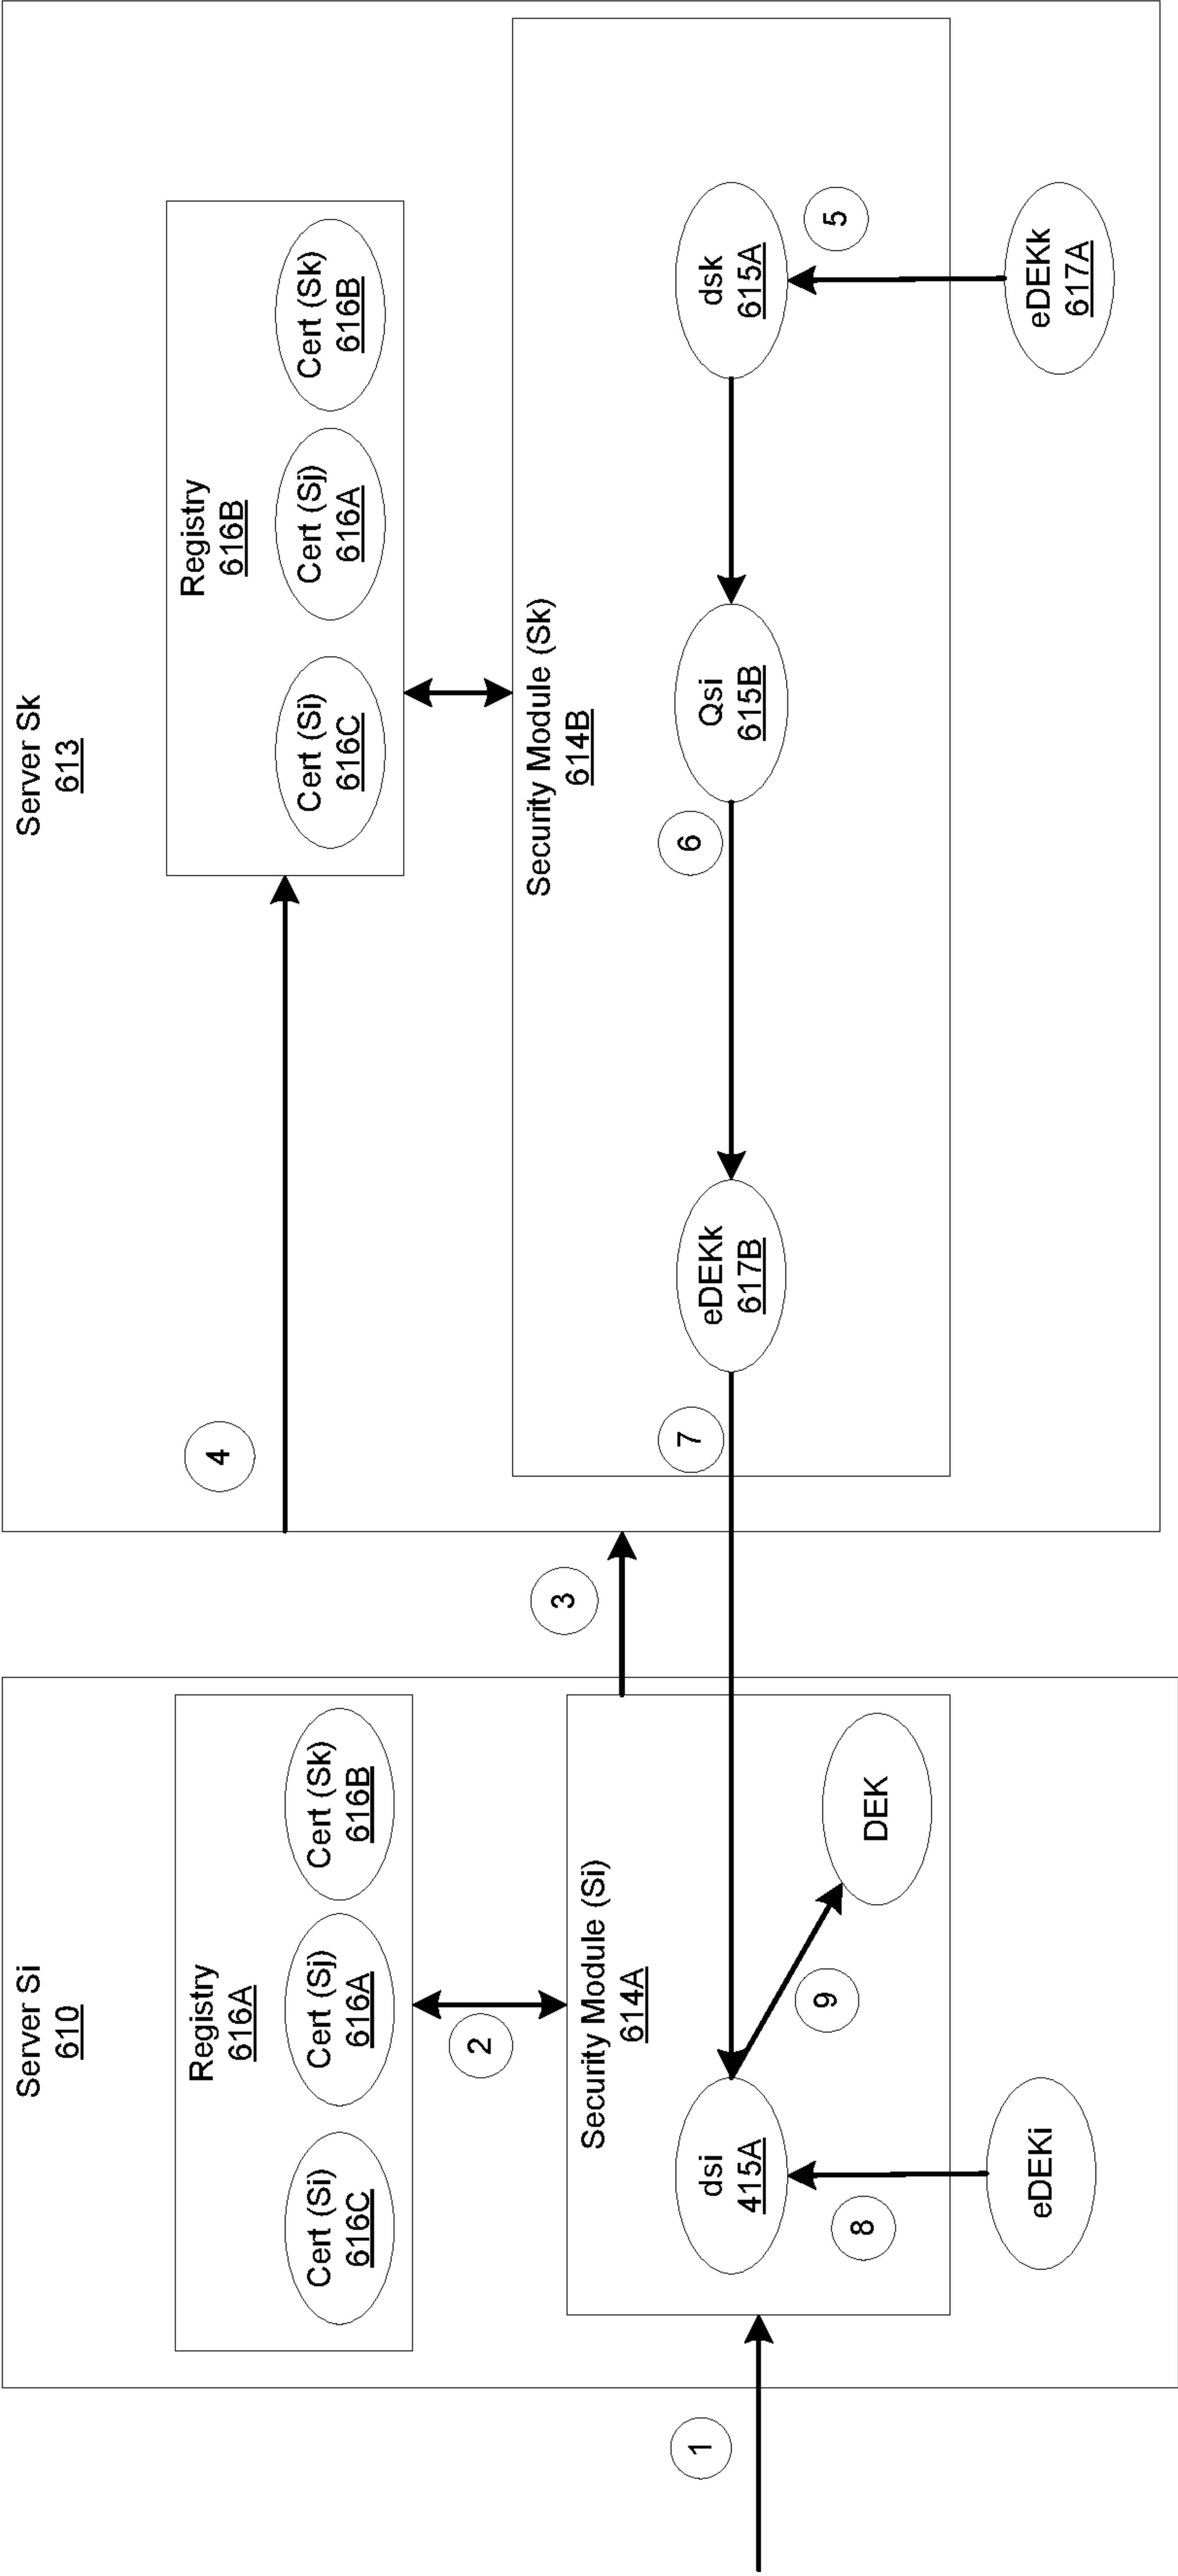 Server Si
610
Registry
616A
Cert (Si)
616C
Cert (Sj)
616A
Cert (Sk)
616B
2
Security Module (Si)
614A
dsi
415A
DEK
8
9
eDEKi
1
3
Server Sk
613
4
Registry
616B
Cert (Si)
616C
Cert (Sj)
616A
Cert (Sk)
616B
Security Module (Sk)
614B
7
eDEKk
617B
6
Qsi
615B
dsk
615A
5
eDEKk
617A